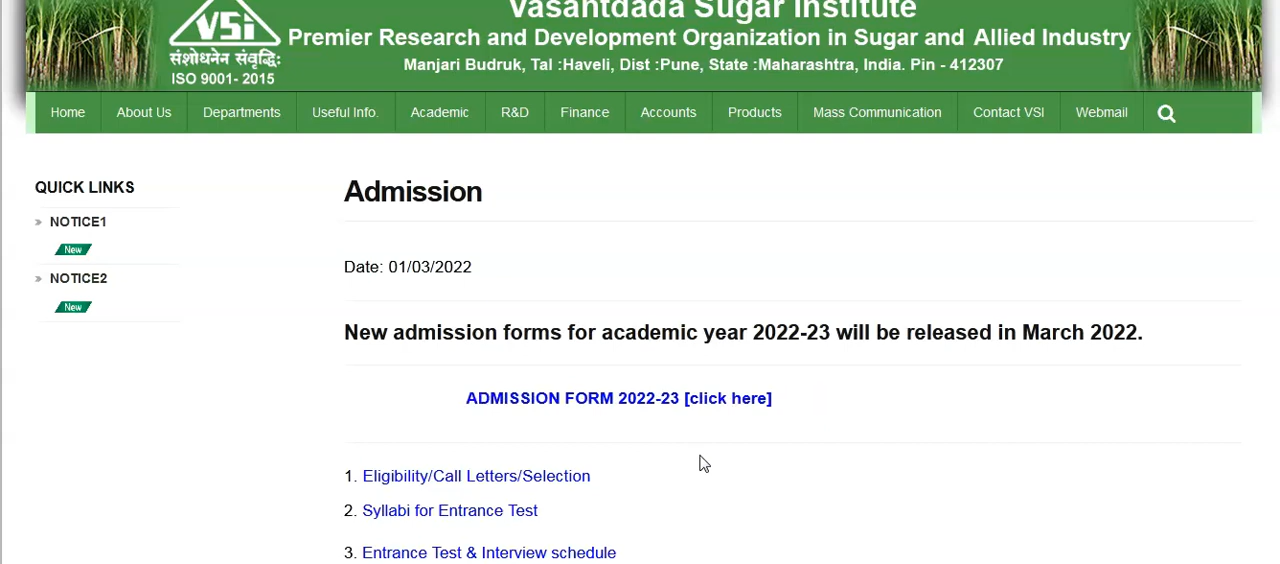 Vasantdada Sugar Institute
VSI
संशोधनेन संवृद्धिः
ISO 9001- 2015
Premier Research and Development Organization in Sugar and Allied Industry
Manjari Budruk, Tal :Haveli, Dist :Pune, State :Maharashtra, India. Pin - 412307
Home About Us Departments Useful Info. Academic R&D Finance Accounts Products Mass Communication Contact VSI Webmail
QUICK LINKS
NOTICE1
New
NOTICE2
New
Admission
Date: 01/03/2022
New admission forms for academic year 2022-23 will be released in March 2022.
ADMISSION FORM 2022-23 [click here]
1. Eligibility/Call Letters/Selection
2. Syllabi for Entrance Test
3. Entrance Test & Interview schedule